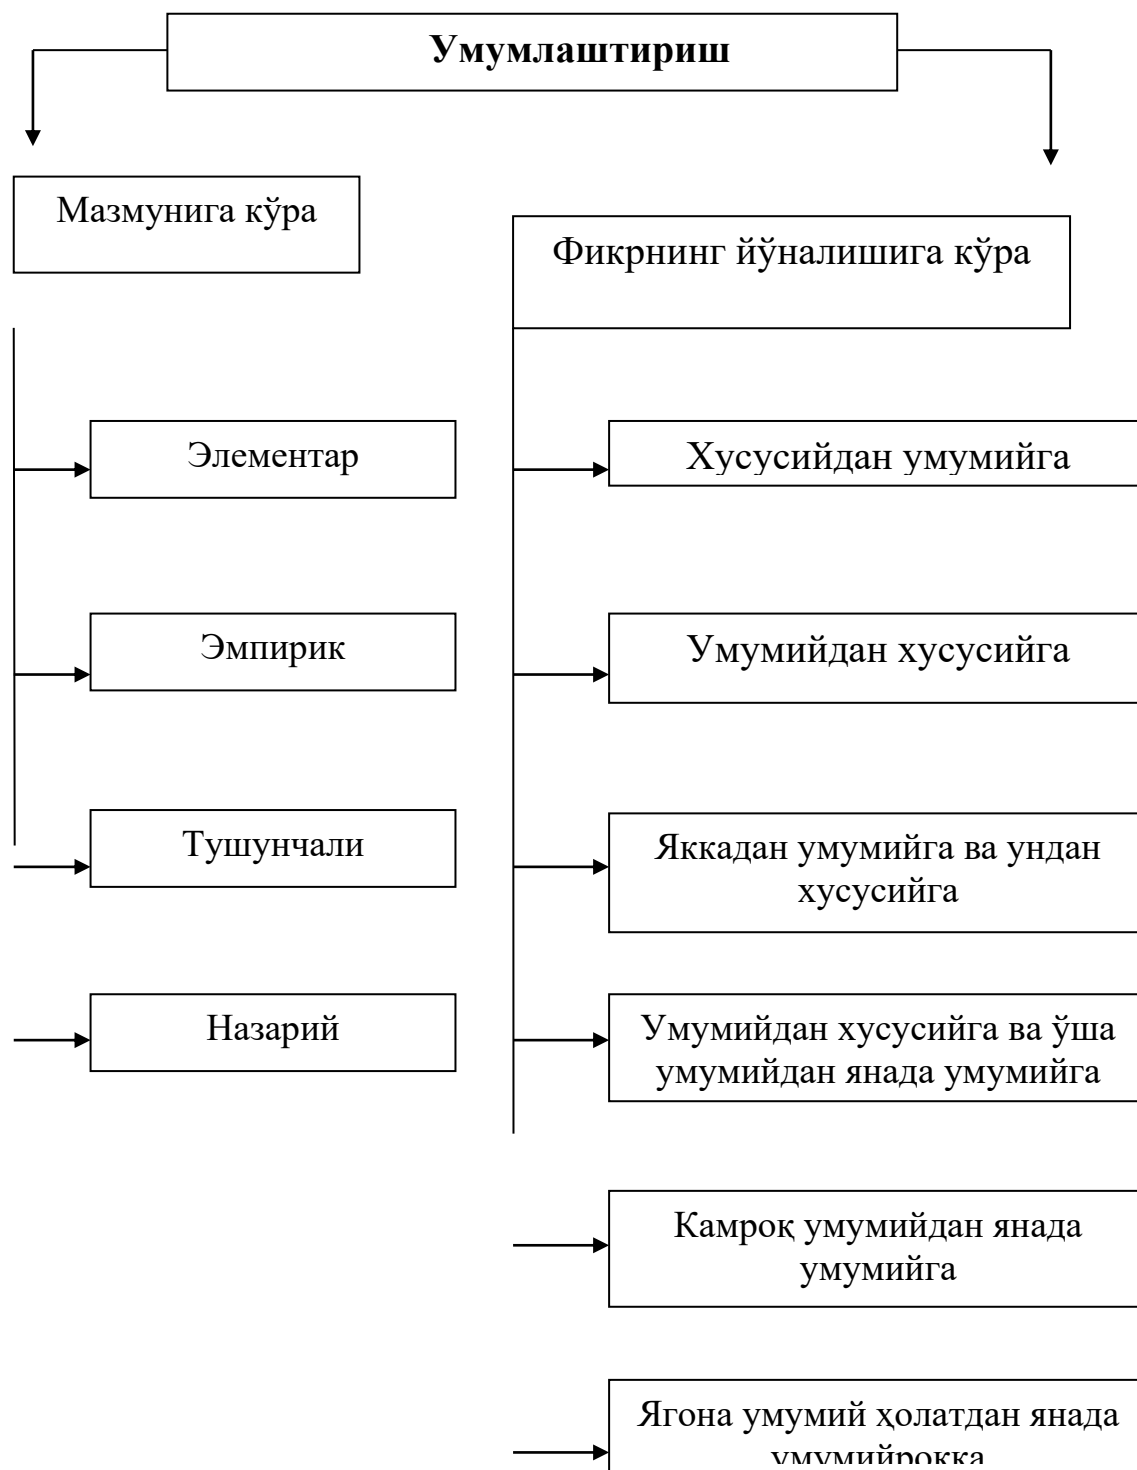 Умумлаштириш
Мазмунига кўра
Фикрнинг йўналишига кўра
Элементар
Хусусийдан умумийга
Эмпирик
Умумийдан хусусийга
Тушунчали
Яккадан умумийга ва ундан
хусусийга
Назарий
Умумийдан хусусийга ва ўша
умумийдан янада умумийга
Камроқ умумийдан янада
умумийга
Ягона умумий ҳолатдан янада
умумийроққа